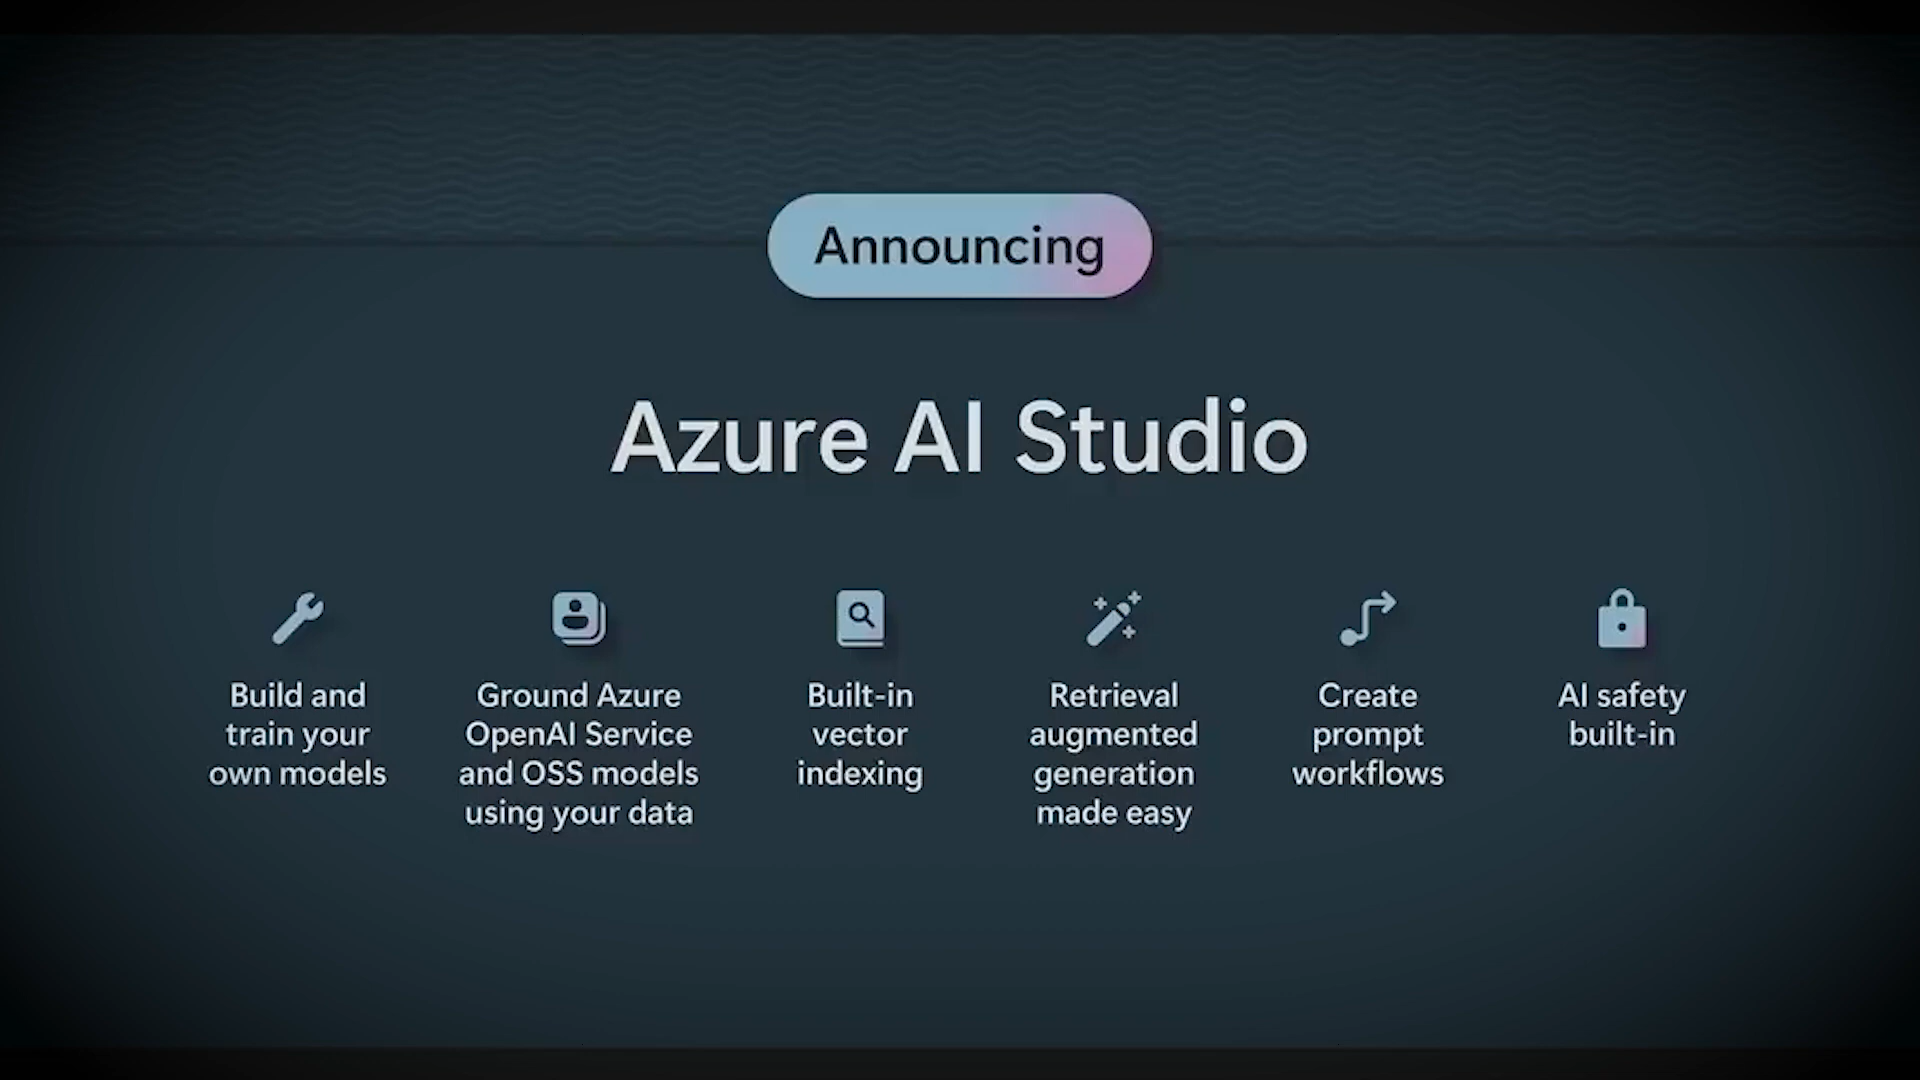 Announcing
Azure AI Studio
Build and
train your
own models
Ground Azure
OpenAI Service
and OSS models
using your data
Built-in
vector
indexing
Retrieval
augmented
generation
made easy
Create
prompt
workflows
AI safety
built-in